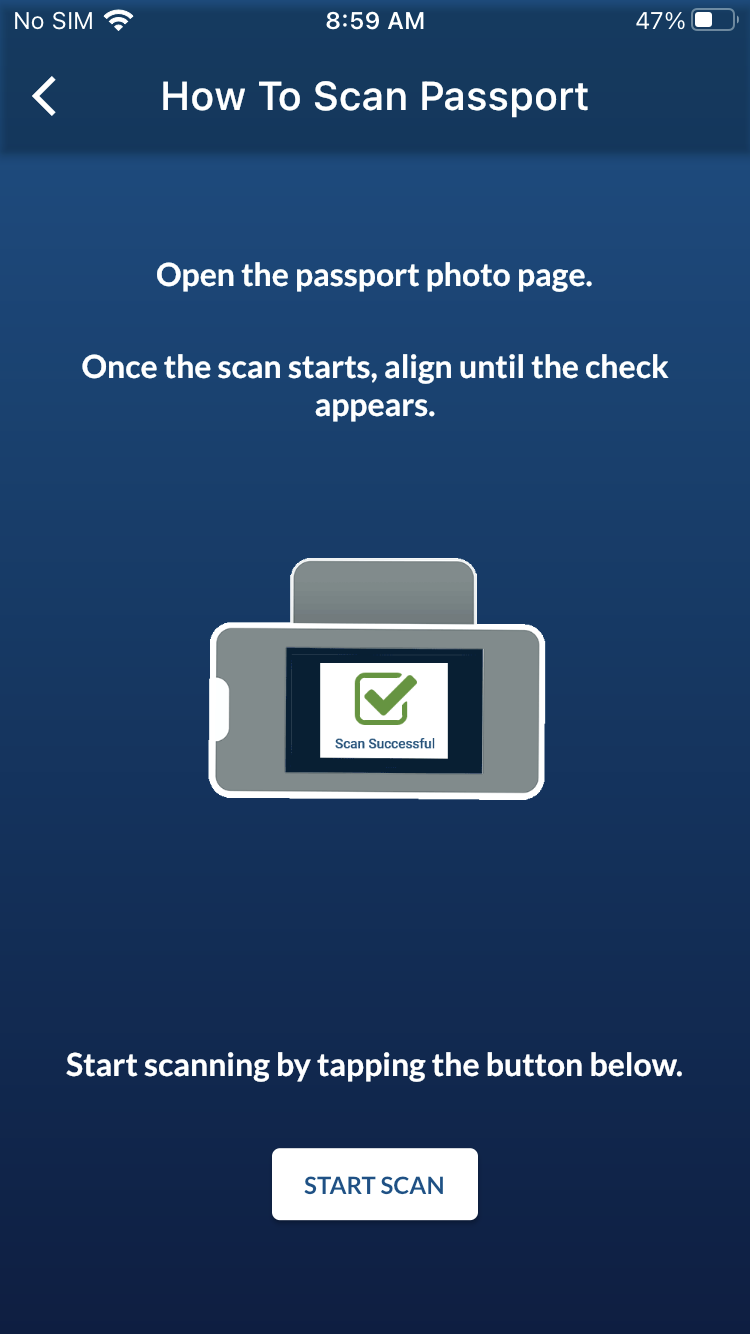 No SIM 8:59 AM 47%
How To Scan Passport
Open the passport photo page.
Once the scan starts, align until the check
appears.
Scan Successful
Start scanning by tapping the button below.
START SCAN